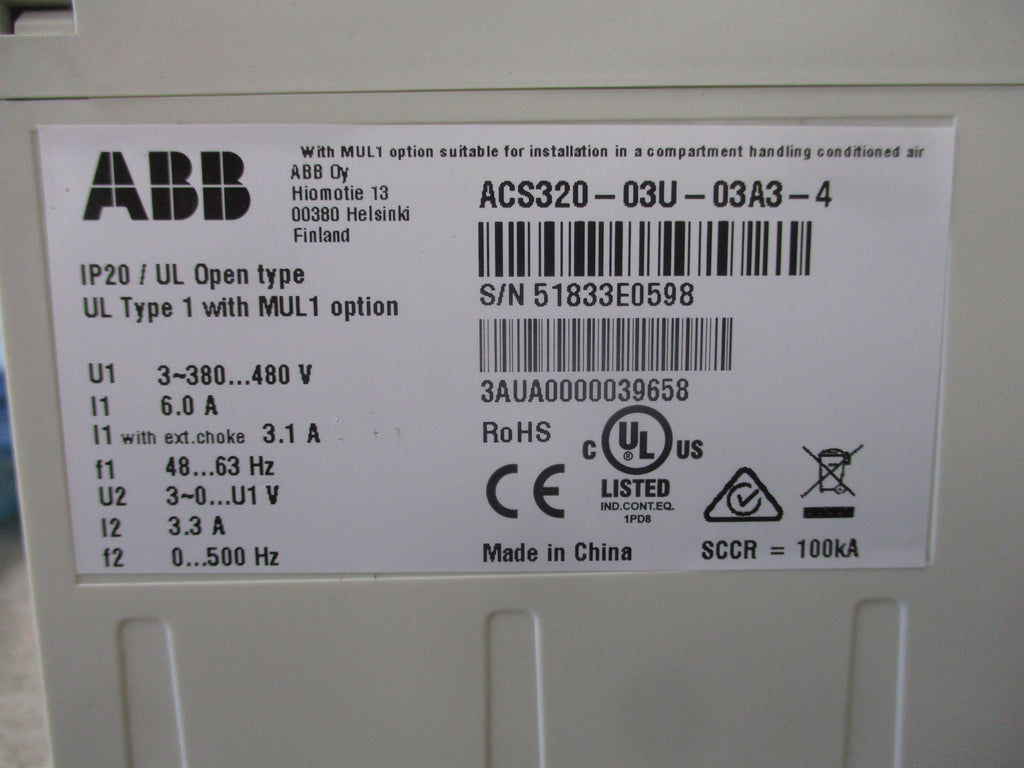 With MUL1 option suitable for installation in a compartment handling conditioned air
ABB
ABB Oy
Hiomotie 13
00380 Helsinki
Finland
ACS320-03U-03A3-4
IP20 / UL Open type
UL Type 1 with MUL1 option
S/N 51833E0598
3AUA0000039658
U1 3~380...480 V
I1 6.0 A
I1 with ext.choke 3.1 A
f1 48...63 Hz
U2 3~0...U1 V
I2 3.3 A
f2 0...500 Hz
RoHS
CE
C UL ® US
LISTED
IND.CONT.EQ.
1PD8
Made in China
SCCR = 100kA